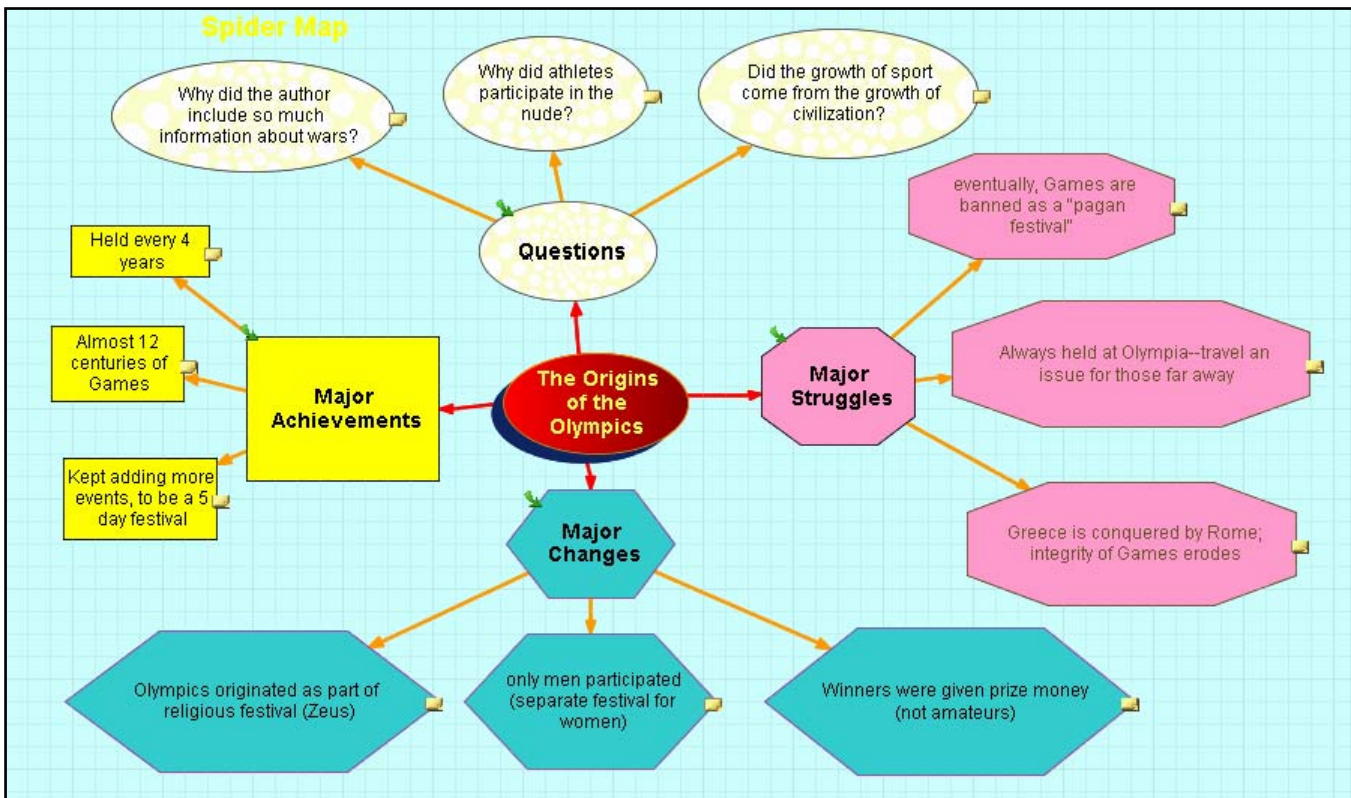 Spider Map
Why did the author
include so much
information about wars?
Why did athletes
participate in the
nude?
Did the growth of sport
come from the growth of
civilization?
Questions
eventually, Games are
banned as a "pagan
festival"
Held every 4
years
Almost 12
centuries of
Games
Kept adding more
events, to be a 5
day festival
Major
Achievements
The Origins
of the
Olympics
Major
Struggles
Always held at Olympia--travel an
issue for those far away
Greece is conquered by Rome;
integrity of Games erodes
Major
Changes
Olympics originated as part of
religious festival (Zeus)
only men participated
(separate festival for
women)
Winners were given prize money
(not amateurs)